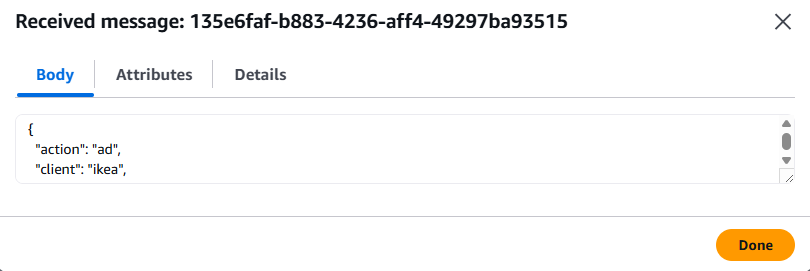 Received message: 135e6faf-b883-4236-aff4-49297ba93515
Body Attributes Details
{
"action": "ad",
"client": "ikea",
Done